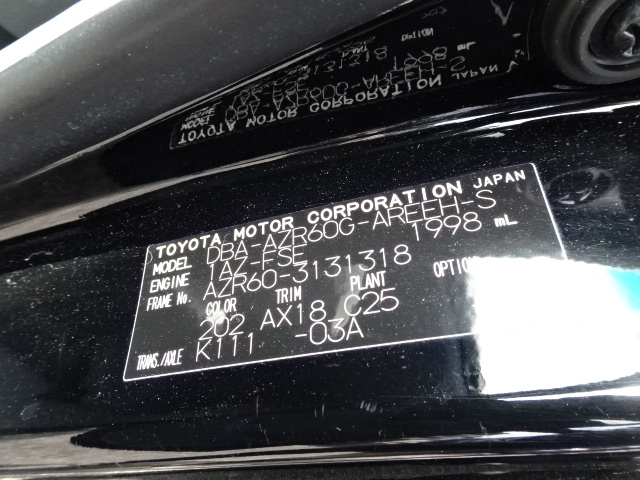 TOYOTA MOTOR CORPORATION JAPAN
MODEL DBA-AZR60G-AREEH-S
ENGINE 1AZ-FSE 1998 mL
FRAME No. AZR60-3131318
COLOR TRIM PLANT OPTION
202 AX18 C25
TRANS./AXLE K111 -03A